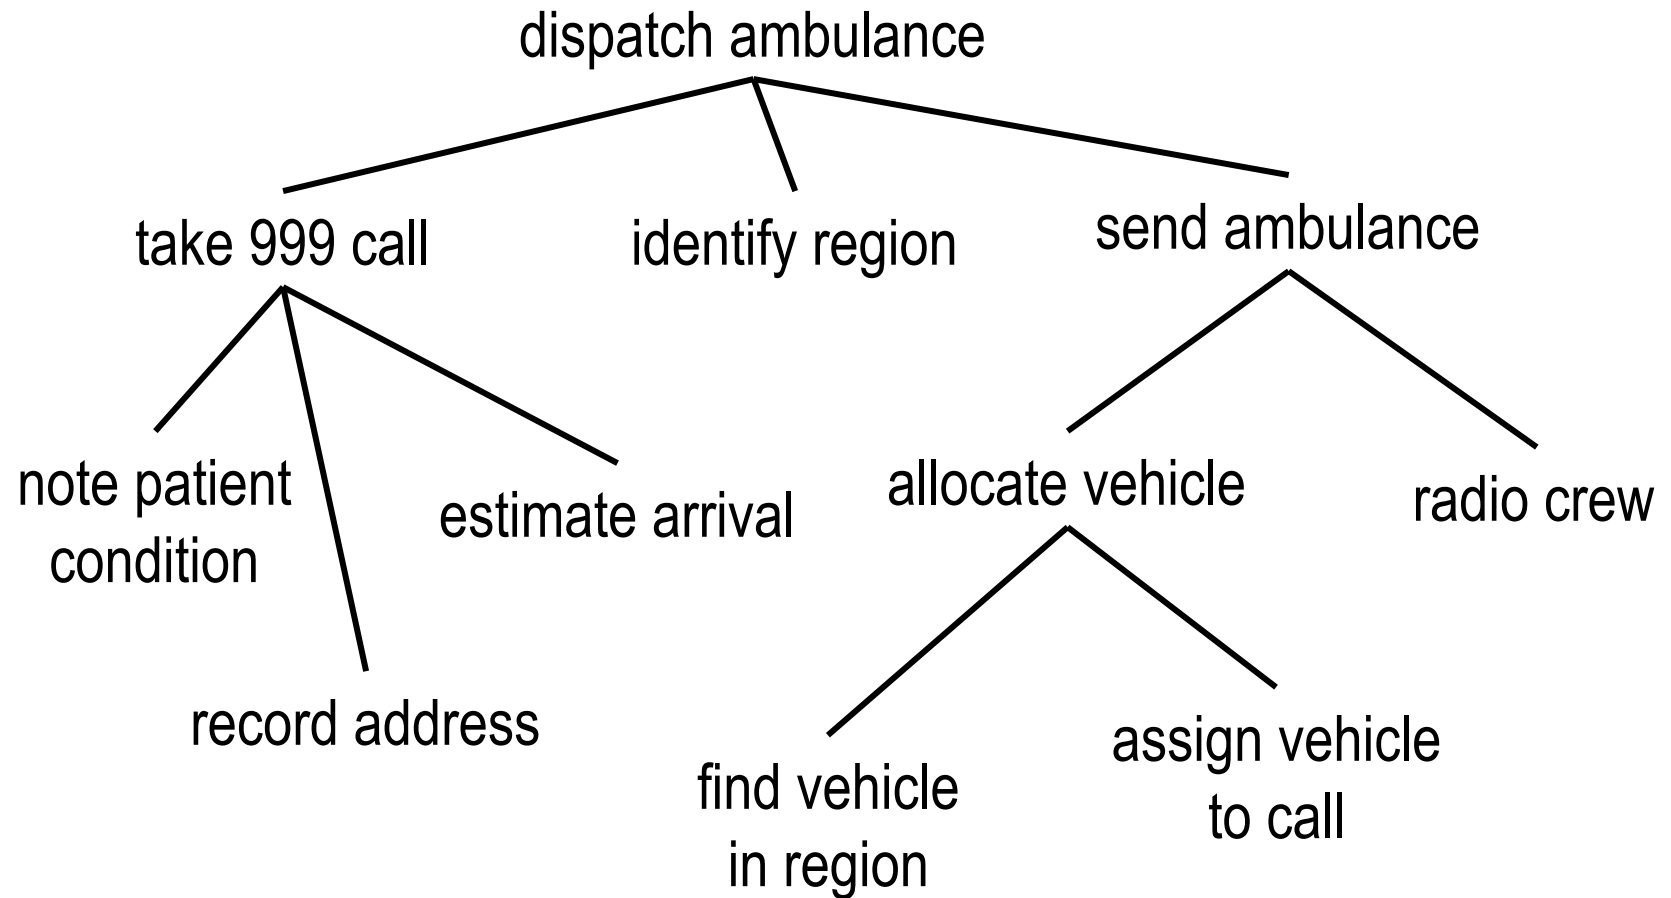 dispatch ambulance
take 999 call
identify region
send ambulance
note patient
condition
estimate arrival
allocate vehicle
radio crew
record address
find vehicle
in region
assign vehicle
to call